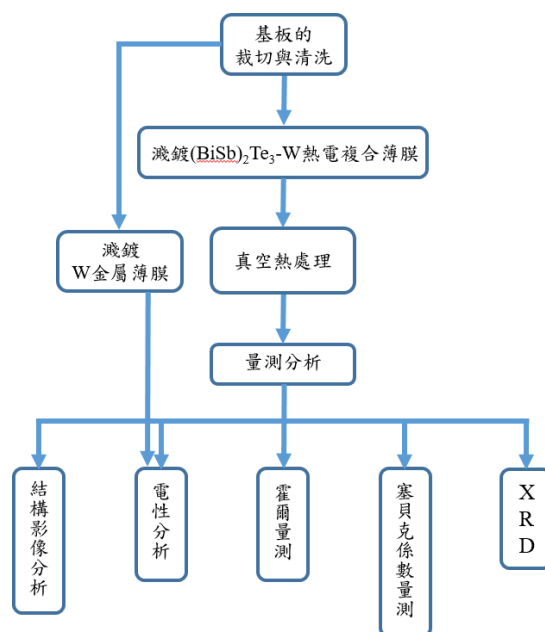 基板的
裁切與清洗
濺鍍(BiSb)₂Te₃-W熱電複合薄膜
濺鍍
W金屬薄膜
真空熱處理
量測分析
結構影像分析
電性分析
霍爾量測
塞貝克係數量測
XRD